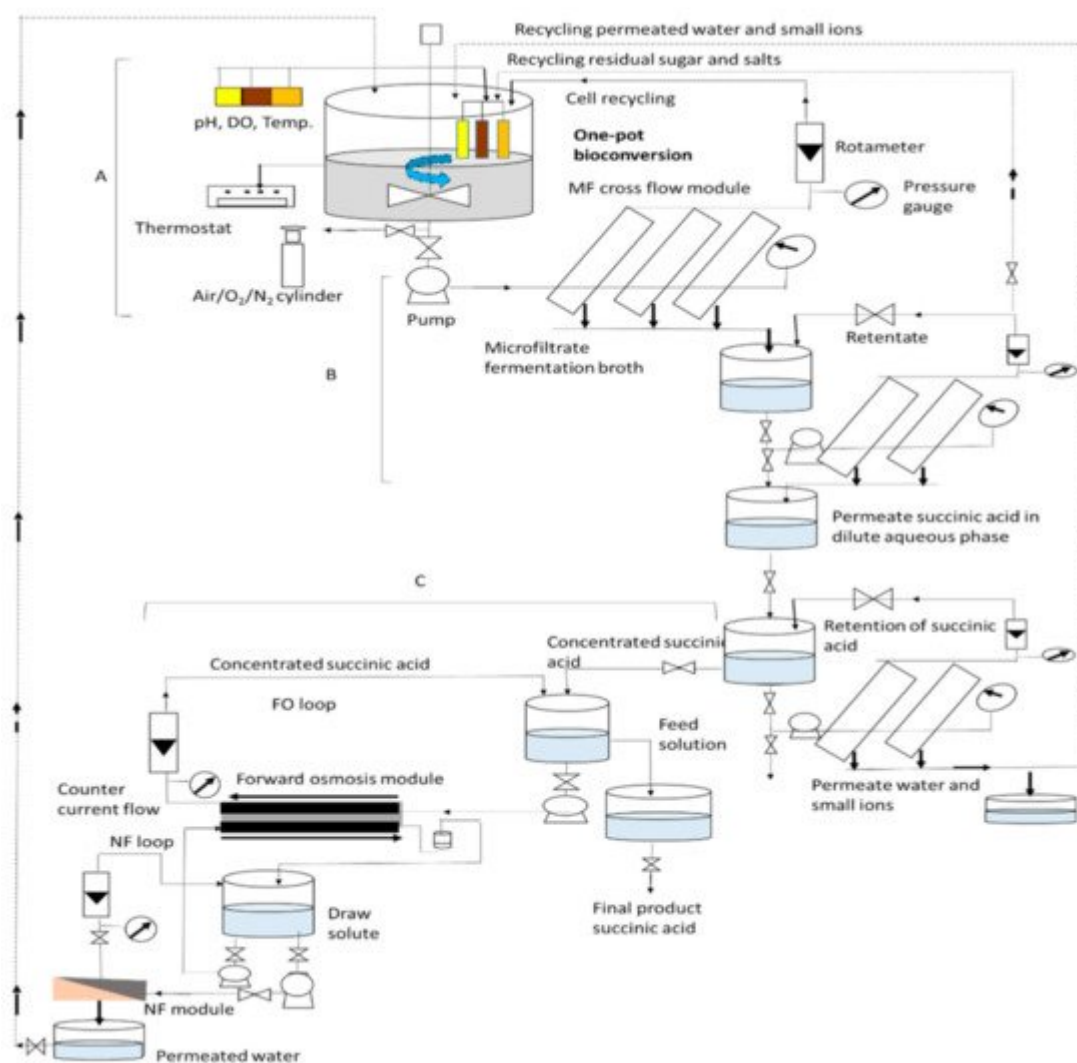 Recycling permeated water and small ions
Recycling residual sugar and salts
Cell recycling
pH, DO, Temp.
One-pot
bioconversion
Rotameter
A
MF cross flow module
Pressure
gauge
Thermostat
Air/O₂/N₂ cylinder
Pump
Retentate
Microfiltrate
fermentation broth
B
Permeate succinic acid in
dilute aqueous phase
C
Retention of succinic
acid
Concentrated succinic
acid
Concentrated succinic acid
FO loop
Feed
solution
Forward osmosis module
Counter
current flow
Permeate water and
small ions
NF loop
Draw
solute
Final product
succinic acid
NF module
Permeated water